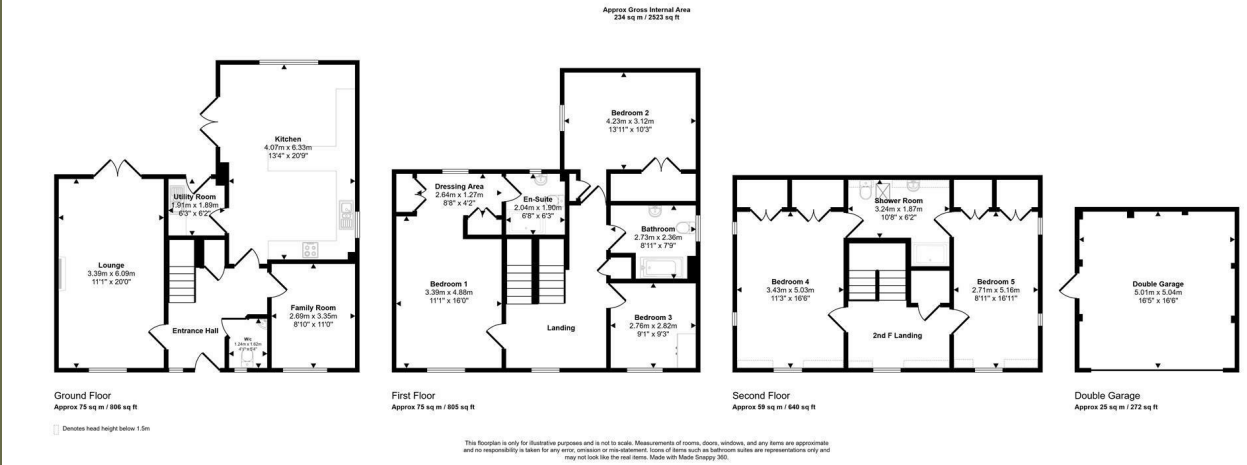 Approx Gross Internal Area
234 sq m / 2523 sq ft
Kitchen
4.07m x 6.33m
13'4" x 20'9"
Utility Room
1.91m x 1.89m
6'3" x 6'2"
Lounge
3.39m x 6.09m
11'1" x 20'0"
Entrance Hall
Family Room
2.69m x 3.35m
8'10" x 11'0"
Wc
Ground Floor
Approx 75 sq m / 806 sq ft
Denotes head height below 1.5m
Bedroom 2
4.23m x 3.12m
13'11" x 10'3"
Dressing Area
2.64m x 1.27m
8'8" x 4'2"
En-Suite
2.04m x 1.90m
6'8" x 6'3"
Bathroom
2.73m x 2.36m
8'11" x 7'9"
Bedroom 1
3.39m x 4.88m
11'1" x 16'0"
Landing
Bedroom 3
2.76m x 2.82m
9'1" x 9'3"
First Floor
Approx 75 sq m / 805 sq ft
Shower Room
3.24m x 1.87m
10'8" x 6'2"
Bedroom 4
3.43m x 5.03m
11'3" x 16'6"
2nd F Landing
Bedroom 5
2.71m x 5.16m
8'11" x 16'11"
Second Floor
Approx 59 sq m / 640 sq ft
Double Garage
5.01m x 5.04m
16'5" x 16'6"
Double Garage
Approx 25 sq m / 272 sq ft
This floorplan is only for illustrative purposes and is not to scale. Measurements of rooms, doors, windows, and any items are approximate
and no responsibility is taken for any error, omission or mis-statement. Icons of items such as bathroom suites are representations only and
may not look like the real items. Made with Made Snappy 360.